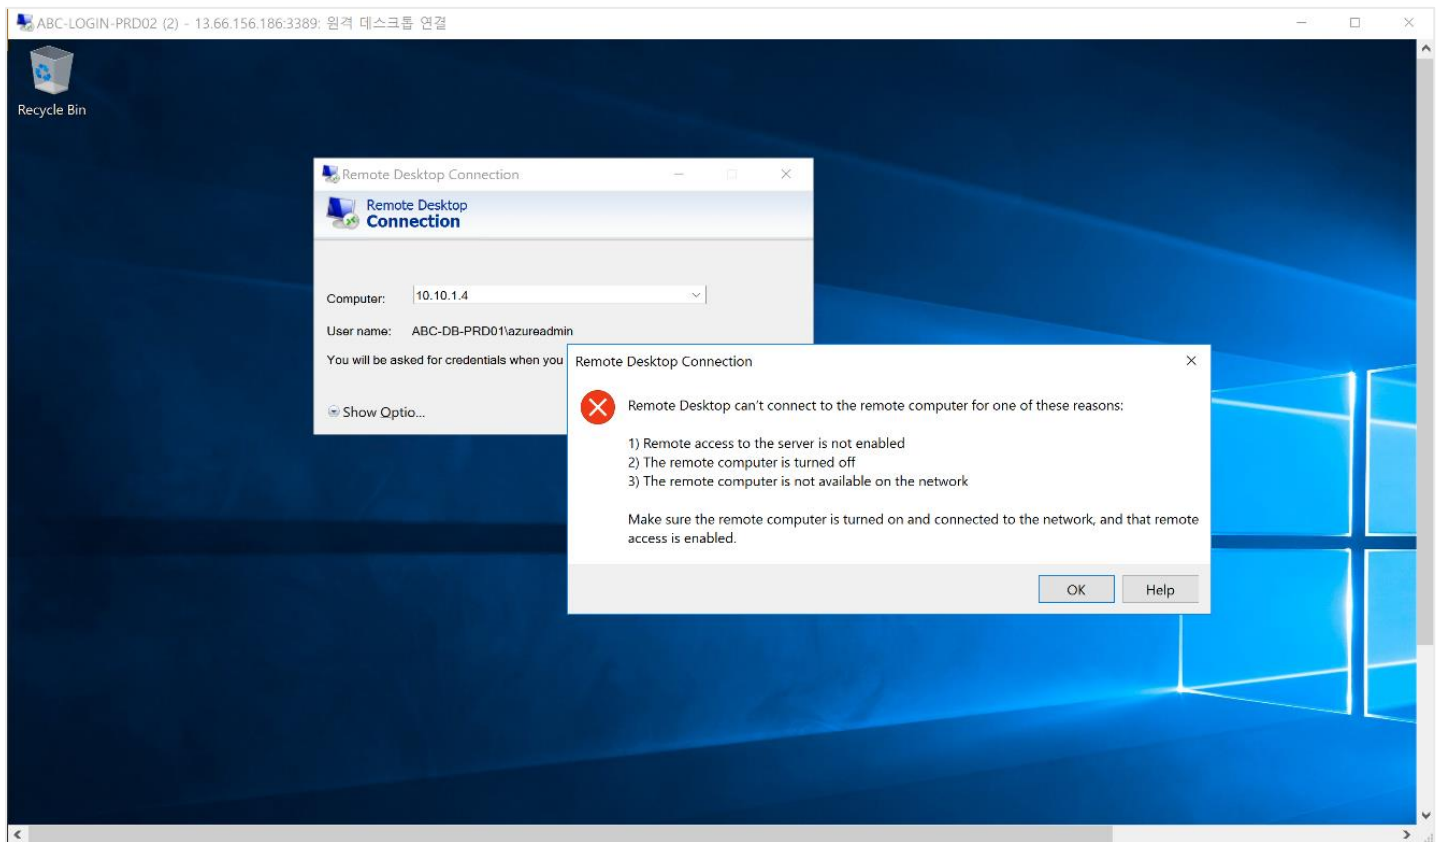 ABC-LOGIN-PRD02 (2) - 13.66.156.186:3389: 원격 데스크톱 연결
Recycle Bin
Remote Desktop Connection
Remote Desktop
Connection
Computer: 10.10.1.4
User name: ABC-DB-PRD01\azureadmin
You will be asked for credentials when you
Show Optio...
Remote Desktop Connection
Remote Desktop can't connect to the remote computer for one of these reasons:
1) Remote access to the server is not enabled
2) The remote computer is turned off
3) The remote computer is not available on the network
Make sure the remote computer is turned on and connected to the network, and that remote
access is enabled.
OK Help